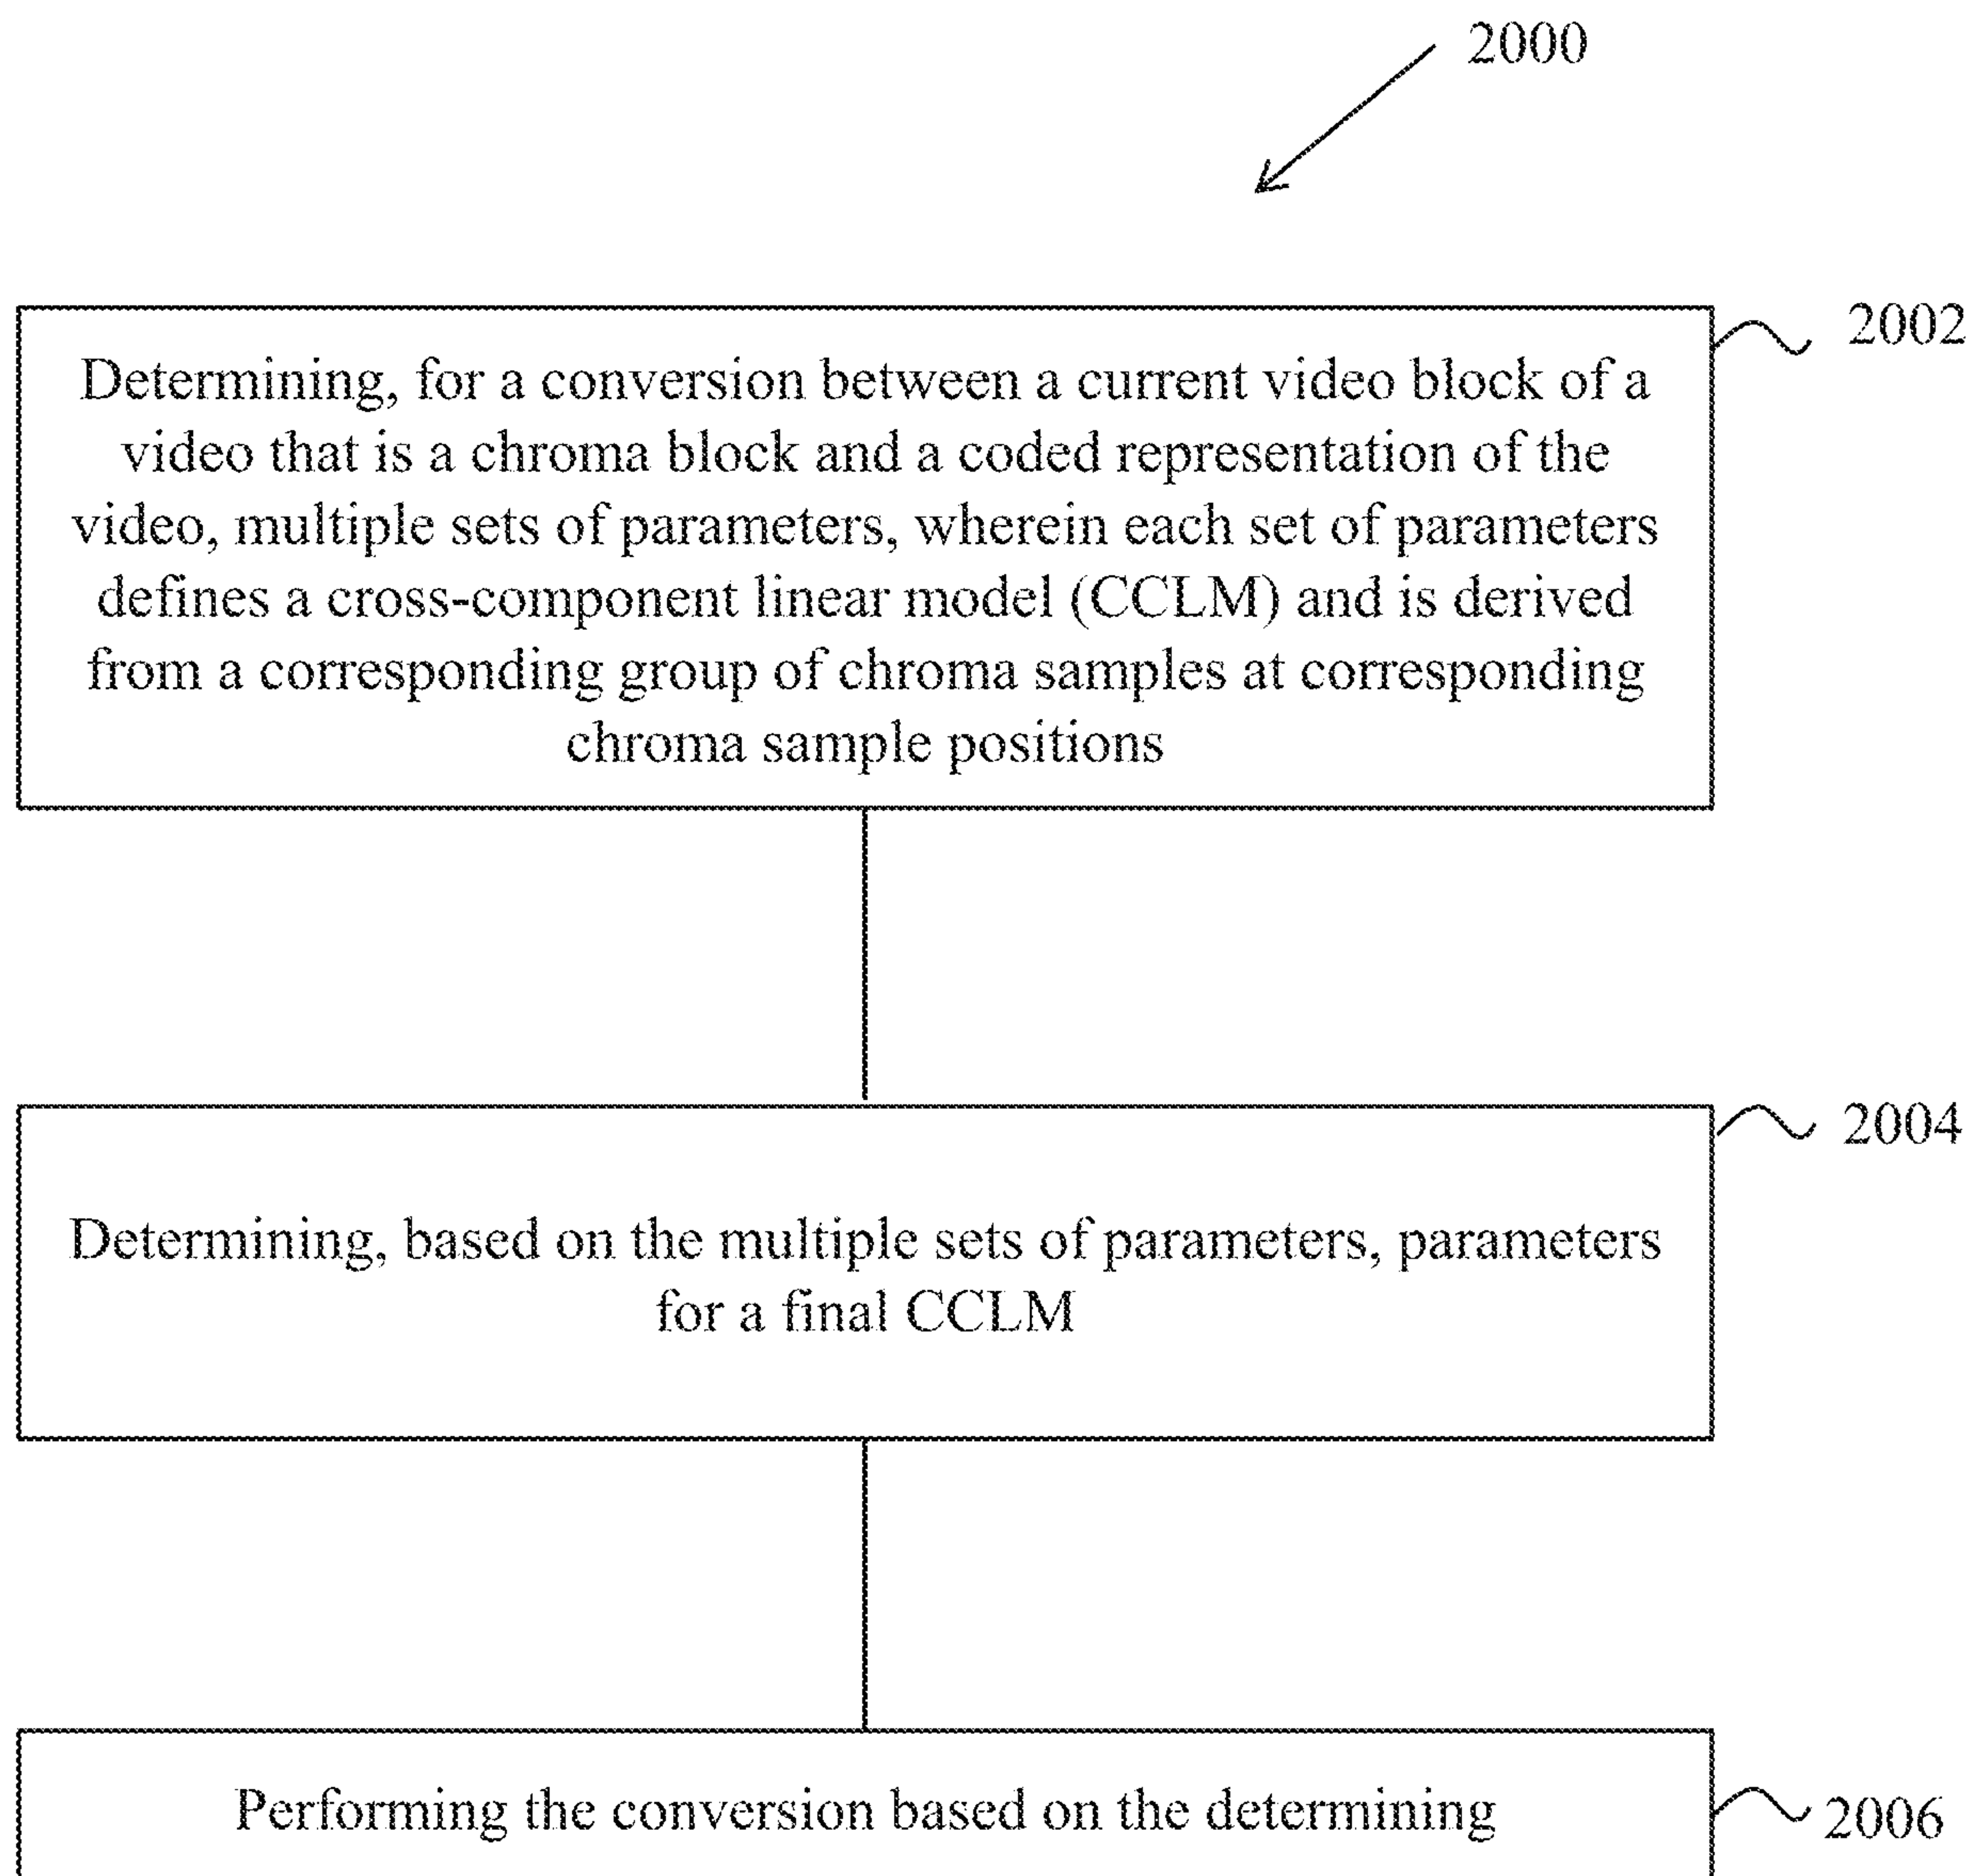 2000
2002
Determining, for a conversion between a current video block of a
video that is a chroma block and a coded representation of the
video, multiple sets of parameters, wherein each set of parameters
defines a cross-component linear model (CCLM) and is derived
from a corresponding group of chroma samples at corresponding
chroma sample positions
2004
Determining, based on the multiple sets of parameters, parameters
for a final CCLM
Performing the conversion based on the determining
2006